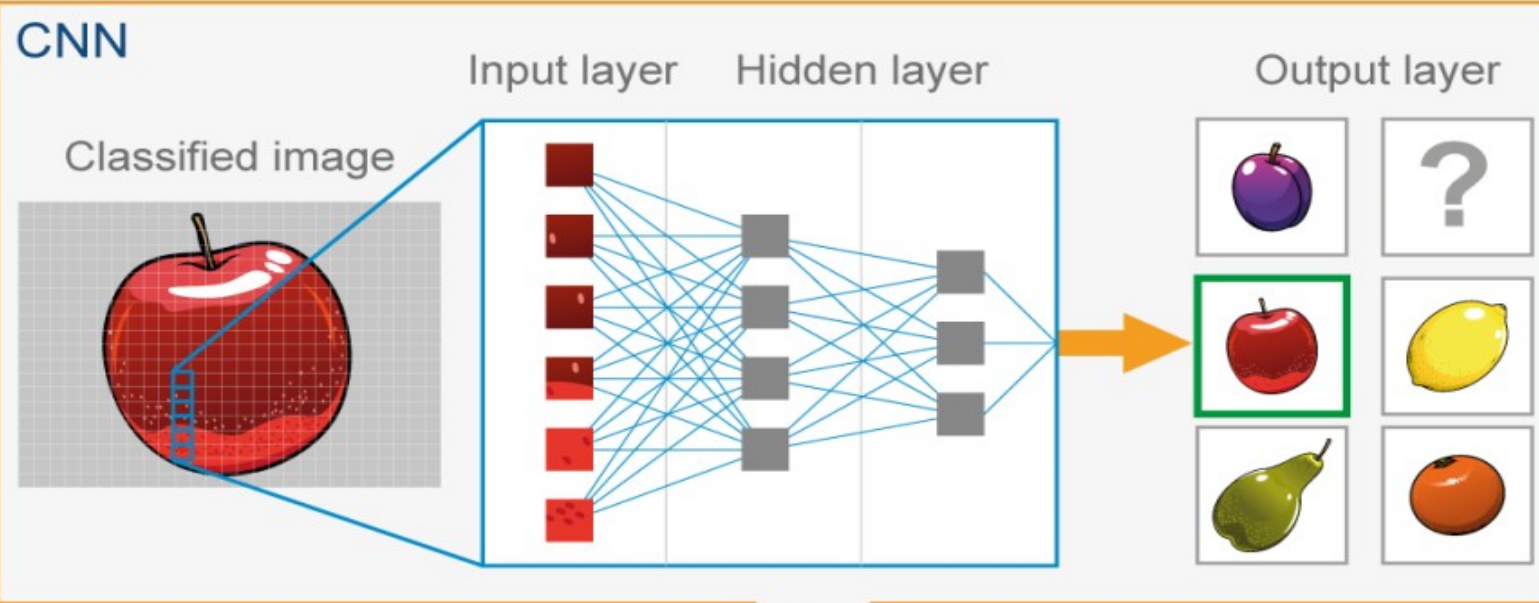 CNN
Input layer
Hidden layer
Output layer
Classified image
?